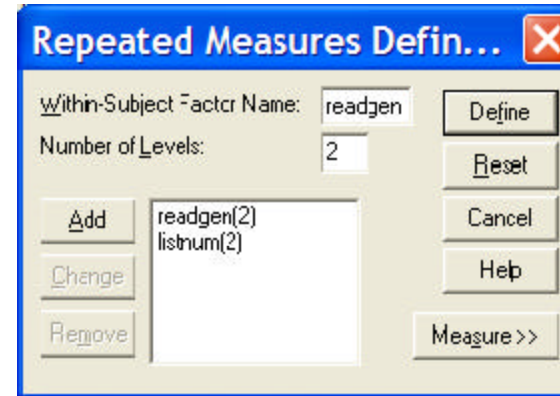 Repeated Measures Defin...
Within-Subject Factor Name: readgen
Define
Number of Levels: 2
Reset
Add
readgen(2)
listnum(2)
Cancel
Change
Help
Remove
Measure>>